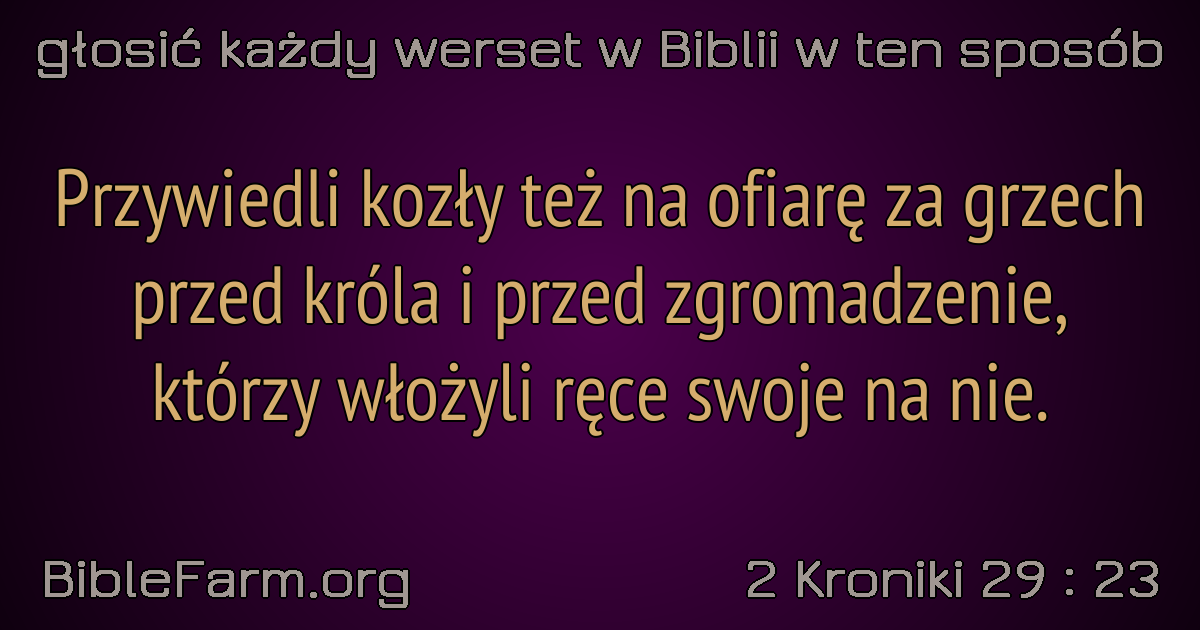 głosić każdy werset w Biblii w ten sposób
Przywiedli kozły też na ofiarę za grzech
przed króla i przed zgromadzenie,
którzy włożyli ręce swoje na nie.
BibleFarm.org
2 Kroniki 29 : 23